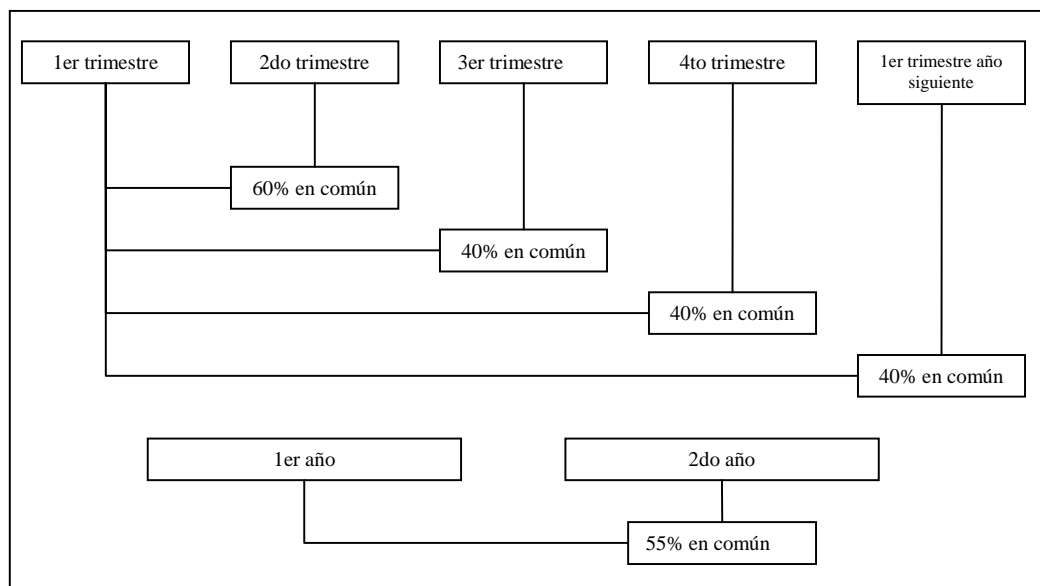 1er trimestre
2do trimestre
3er trimestre
4to trimestre
1er trimestre año
siguiente
60% en común
40% en común
40% en común
40% en común
1er año
2do año
55% en común